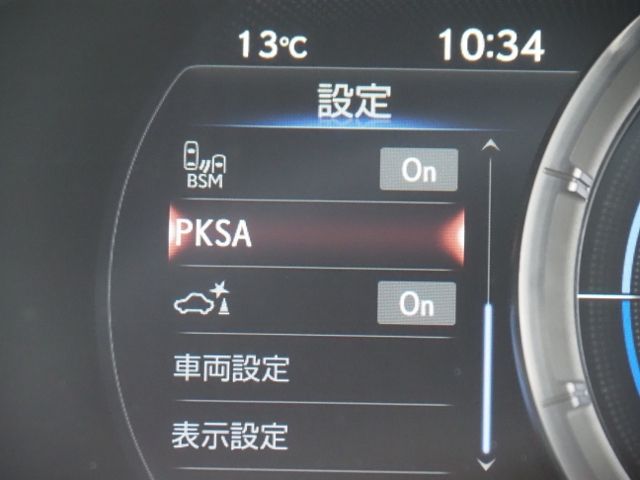 13℃ 10:34
設定
BSM On
PKSA
On
車両設定
表示設定